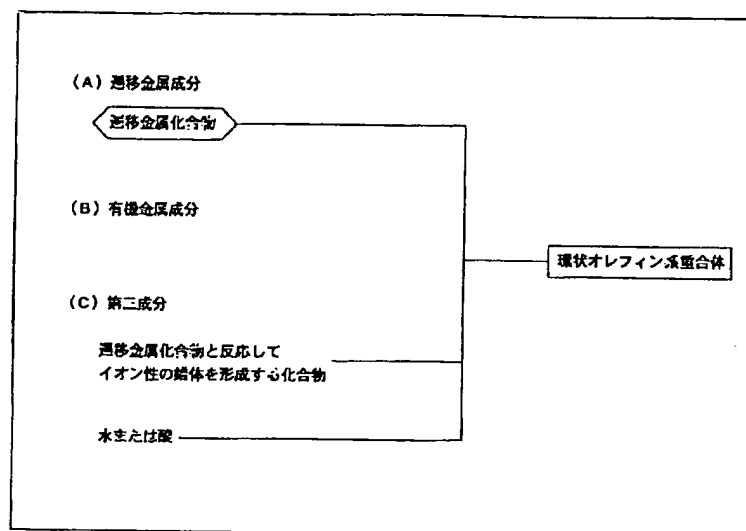 (A) 遷移金属成分
遷移金属化合物
(B) 有機金属成分
環状オレフィン系重合体
(C) 第三成分
遷移金属化合物と反応して
イオン性の錯体を形成する化合物
水または酸